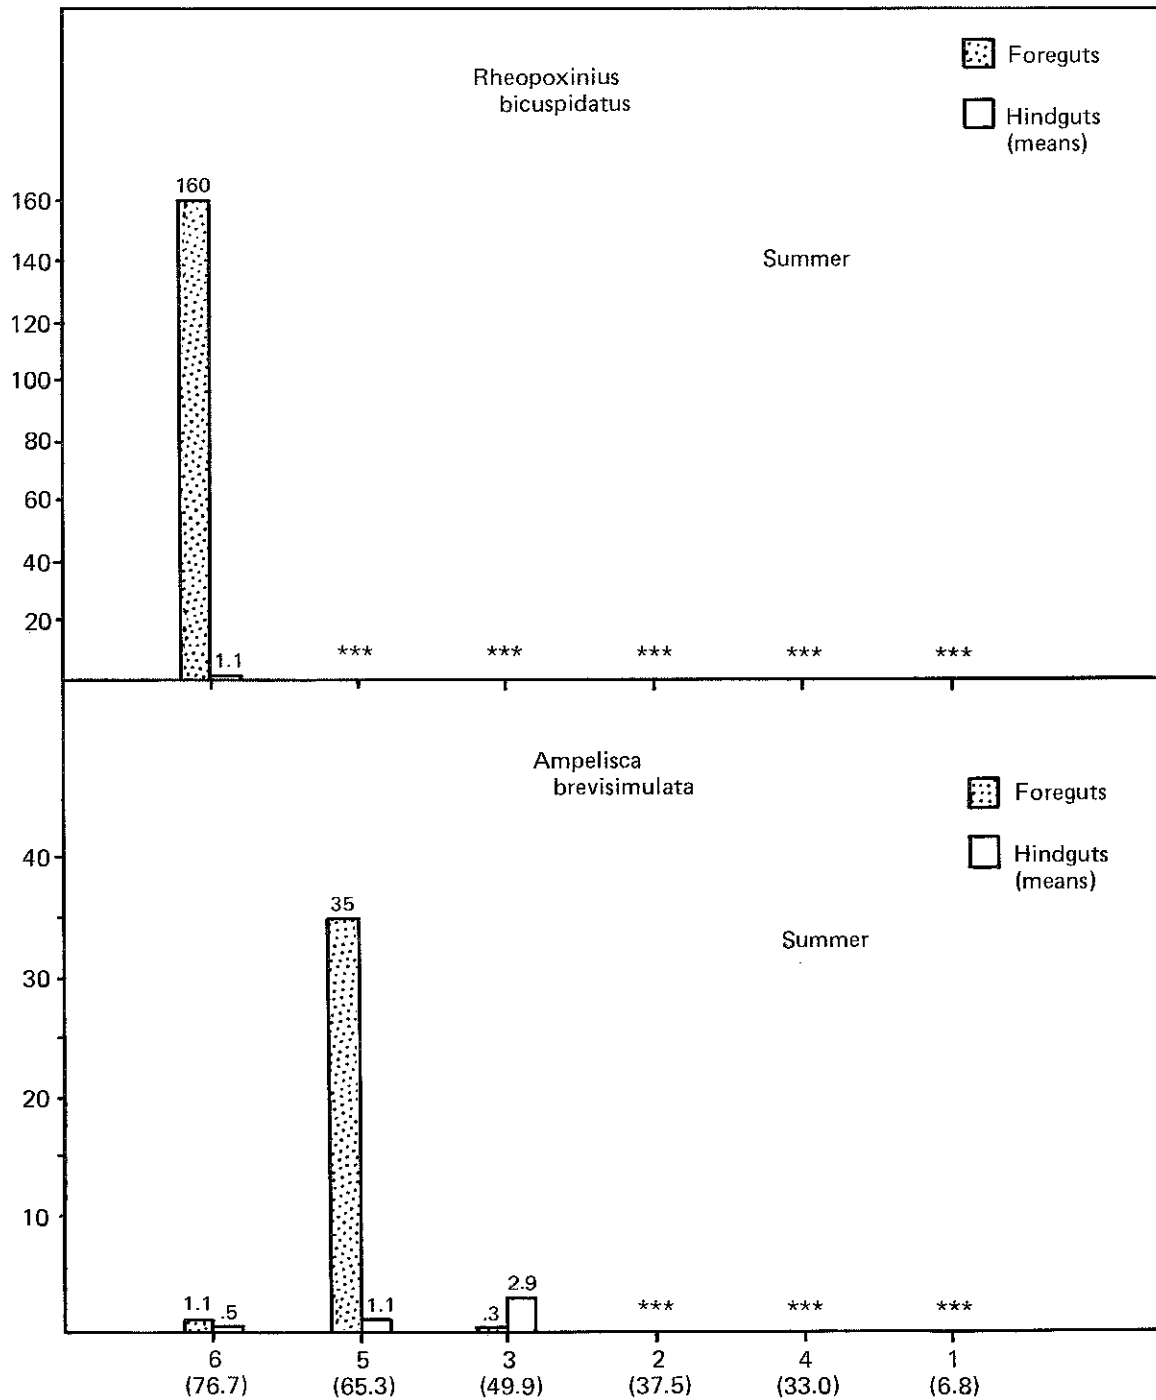 Foreguts
Rheopoxinius
bicuspidatus
Hindguts
(means)
160
160
140
Summer
120
100
80
60
40
20
1.1
*** *** *** *** ***
Ampelisca
brevisimulata
Foreguts
Hindguts
(means)
40
35
Summer
30
20
10
1.1 .5 1.1 .3 2.9
*** *** ***
6 5 3 2 4 1
(76.7) (65.3) (49.9) (37.5) (33.0) (6.8)